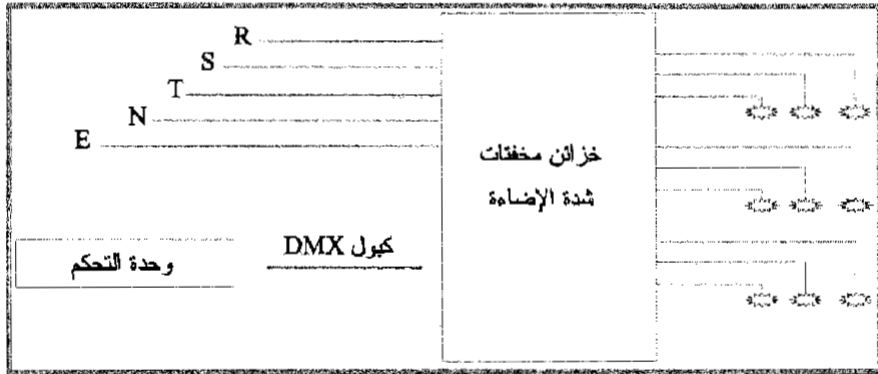 R
S
T
N
E
خزائن مخفتات
شدة الإضاءة
كبول DMX
وحدة التحكم